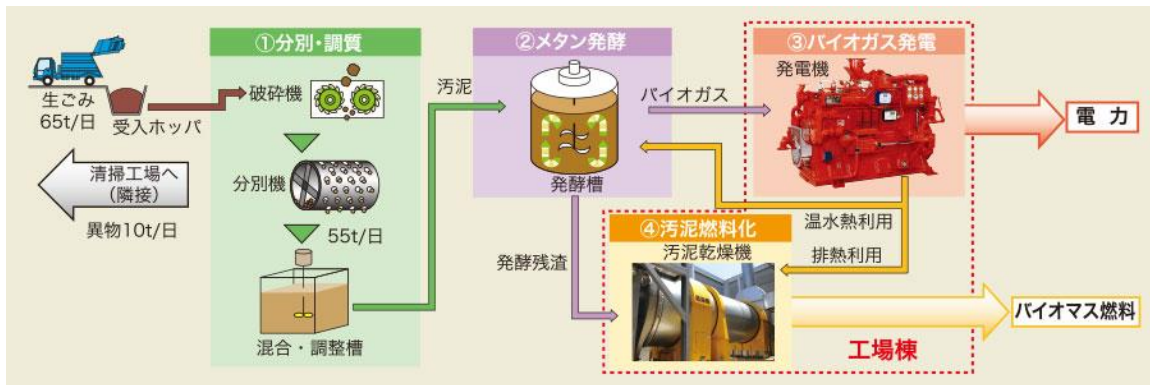 ①分別・調質
生ごみ
65t/日
受入ホッパ
破砕機
分別機
55t/日
混合・調整槽
清掃工場へ
（隣接）
異物10t/日
汚泥
②メタン発酵
発酵槽
バイオガス
発酵残渣
③バイオガス発電
発電機
電 力
温水熱利用
排熱利用
④汚泥燃料化
汚泥乾燥機
バイオマス燃料
工場棟